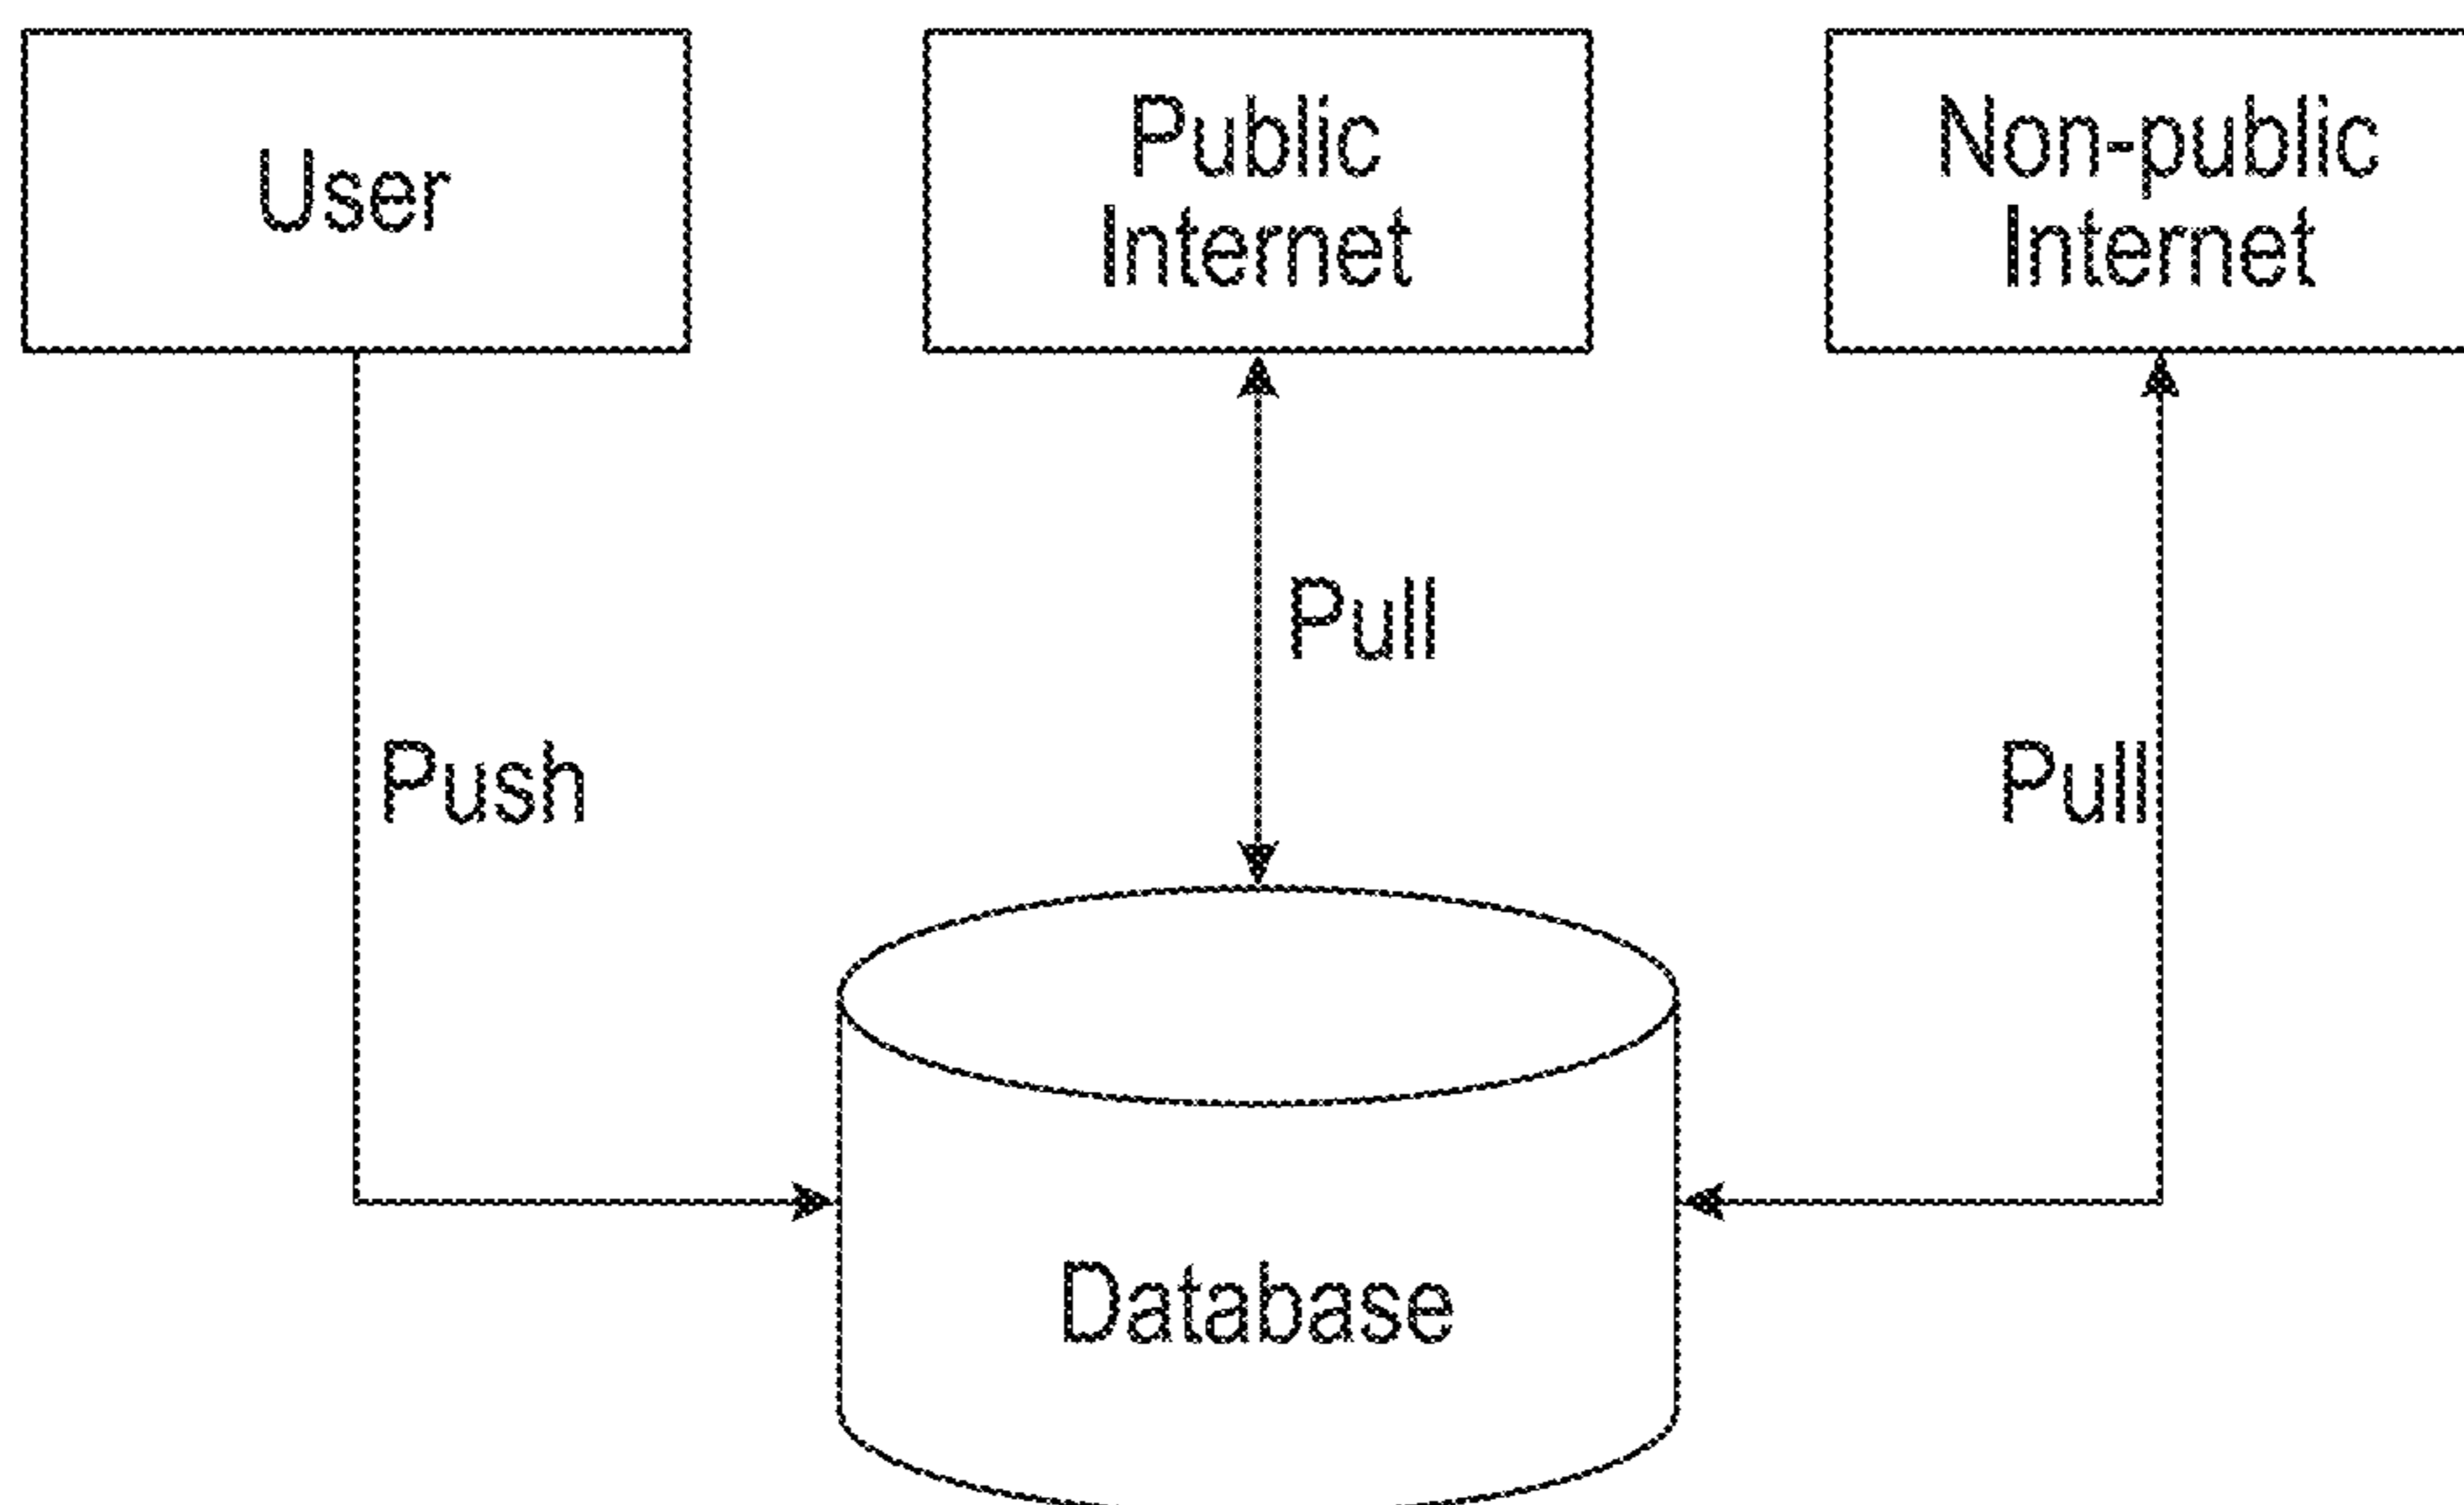 User
Public
Internet
Non-public
Internet
Pull
Push
Pull
Database